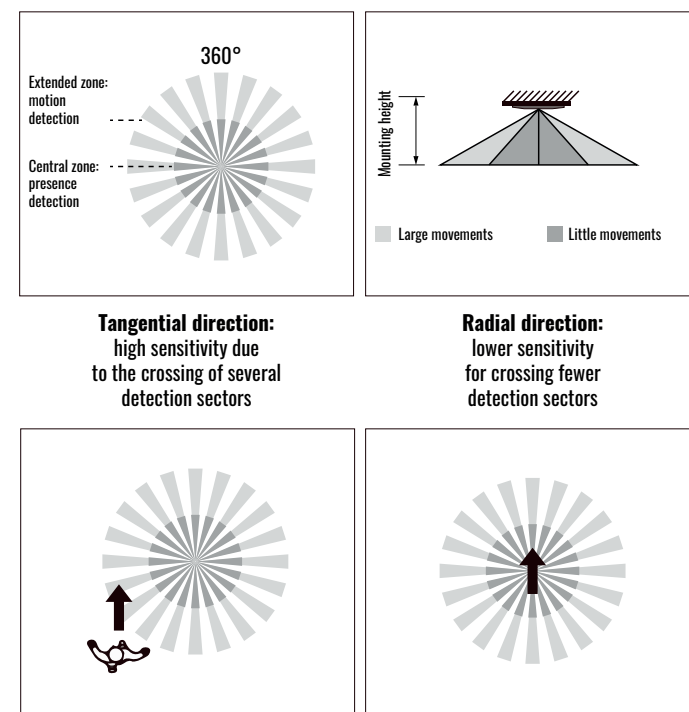 360°
Extended zone:
motion
detection
Central zone:
presence
detection
Mounting height
Large movements
Little movements
Tangential direction:
high sensitivity due
to the crossing of several
detection sectors
Radial direction:
lower sensitivity
for crossing fewer
detection sectors